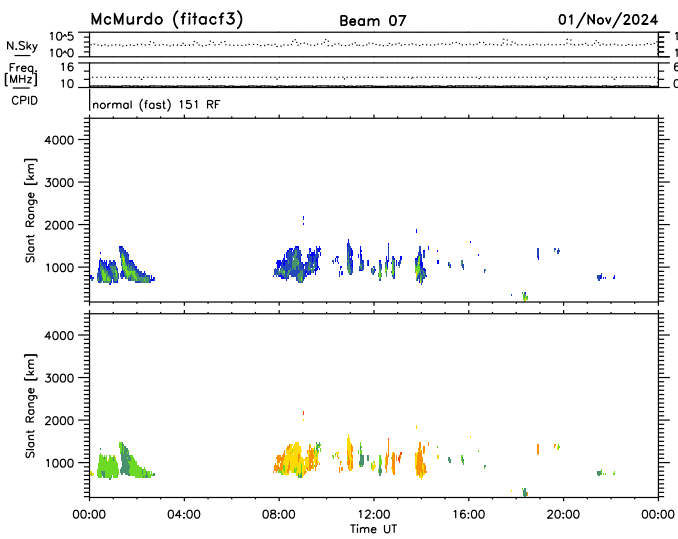 McMurdo (fitacf3) Beam 07 01/Nov/2024
N.Sky 10^5 10^0
Freq. [MHz] 16 10
CPID normal (fast) 151 RF
Slant Range [km]
4000
3000
2000
1000
Slant Range [km]
4000
3000
2000
1000
00:00 04:00 08:00 12:00 16:00 20:00 00:00
Time UT